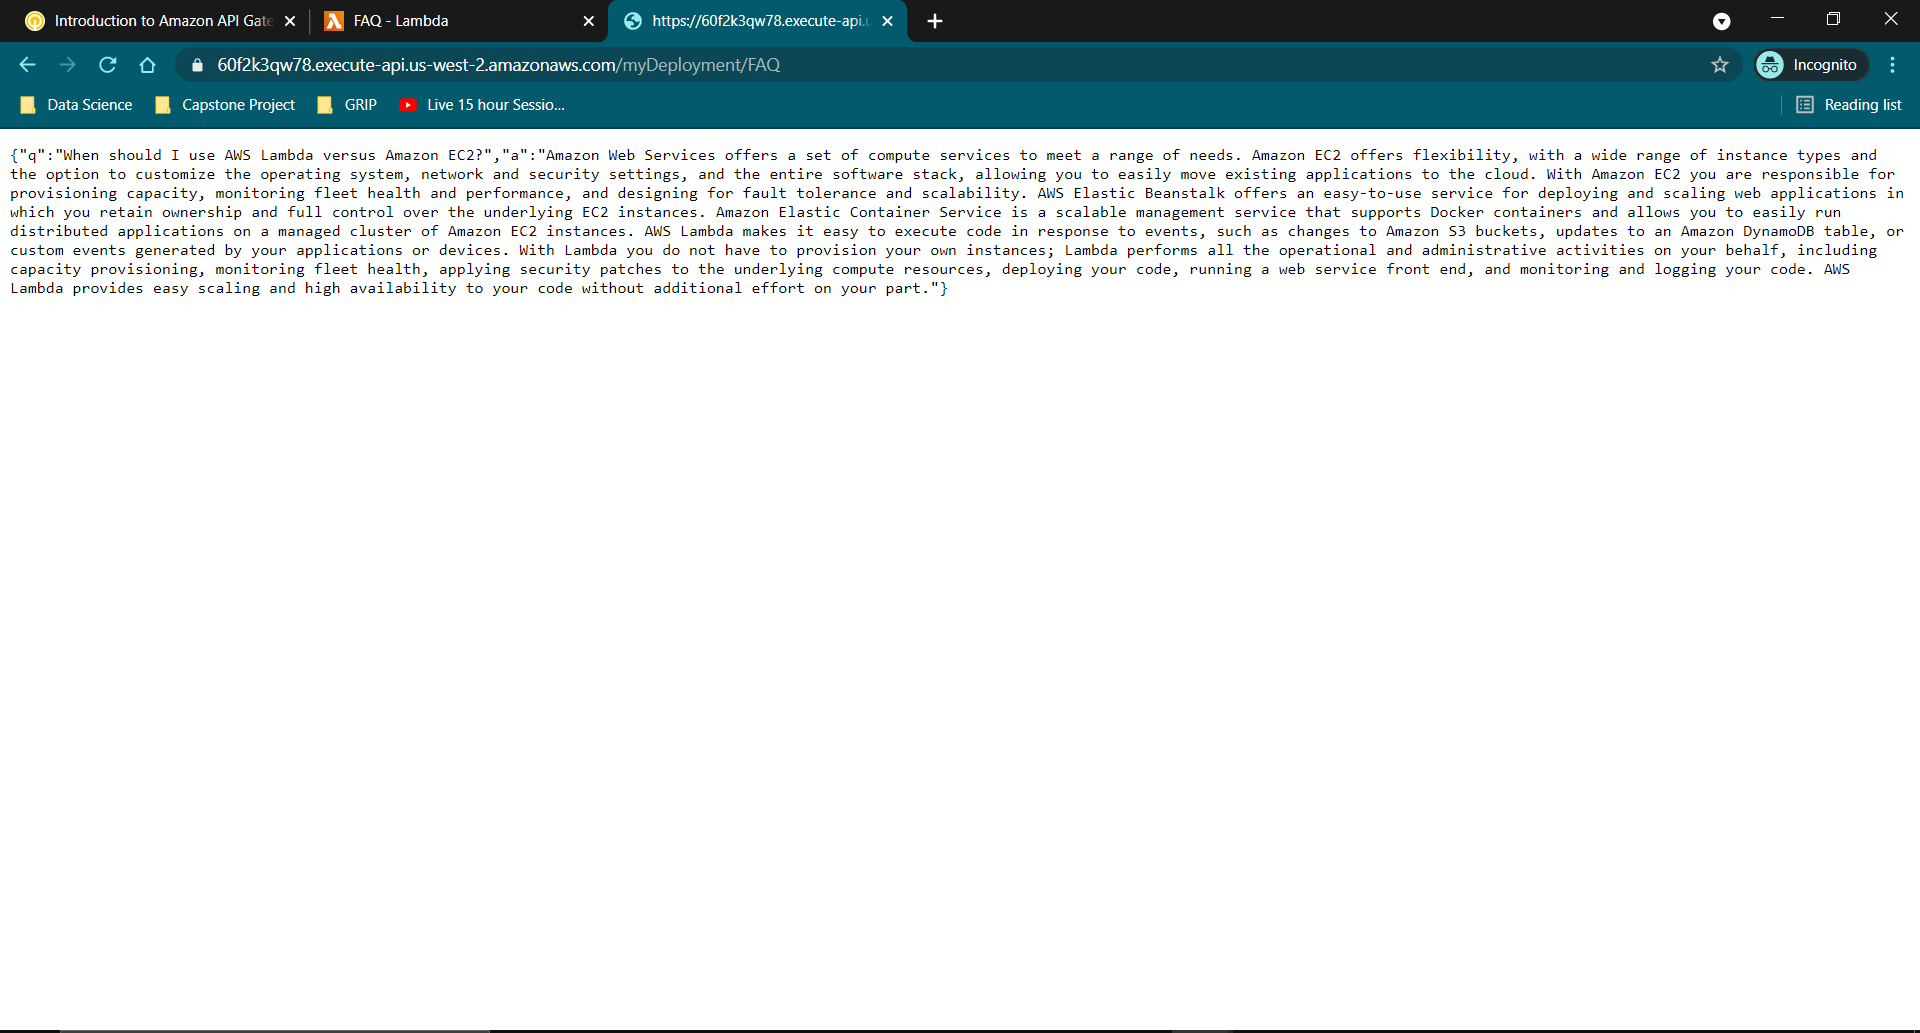 Introduction to Amazon API Gate
FAQ - Lambda
https://60f2k3qw78.execute-api.u
60f2k3qw78.execute-api.us-west-2.amazonaws.com/myDeployment/FAQ
Incognito
Data Science
Capstone Project
GRIP
Live 15 hour Sessio...
Reading list
{"q":"When should I use AWS Lambda versus Amazon EC2?","a":"Amazon Web Services offers a set of compute services to meet a range of needs. Amazon EC2 offers flexibility, with a wide range of instance types and
the option to customize the operating system, network and security settings, and the entire software stack, allowing you to easily move existing applications to the cloud. With Amazon EC2 you are responsible for
provisioning capacity, monitoring fleet health and performance, and designing for fault tolerance and scalability. AWS Elastic Beanstalk offers an easy-to-use service for deploying and scaling web applications in
which you retain ownership and full control over the underlying EC2 instances. Amazon Elastic Container Service is a scalable management service that supports Docker containers and allows you to easily run
distributed applications on a managed cluster of Amazon EC2 instances. AWS Lambda makes it easy to execute code in response to events, such as changes to Amazon S3 buckets, updates to an Amazon DynamoDB table, or
custom events generated by your applications or devices. With Lambda you do not have to provision your own instances; Lambda performs all the operational and administrative activities on your behalf, including
capacity provisioning, monitoring fleet health, applying security patches to the underlying compute resources, deploying your code, running a web service front end, and monitoring and logging your code. AWS
Lambda provides easy scaling and high availability to your code without additional effort on your part."}